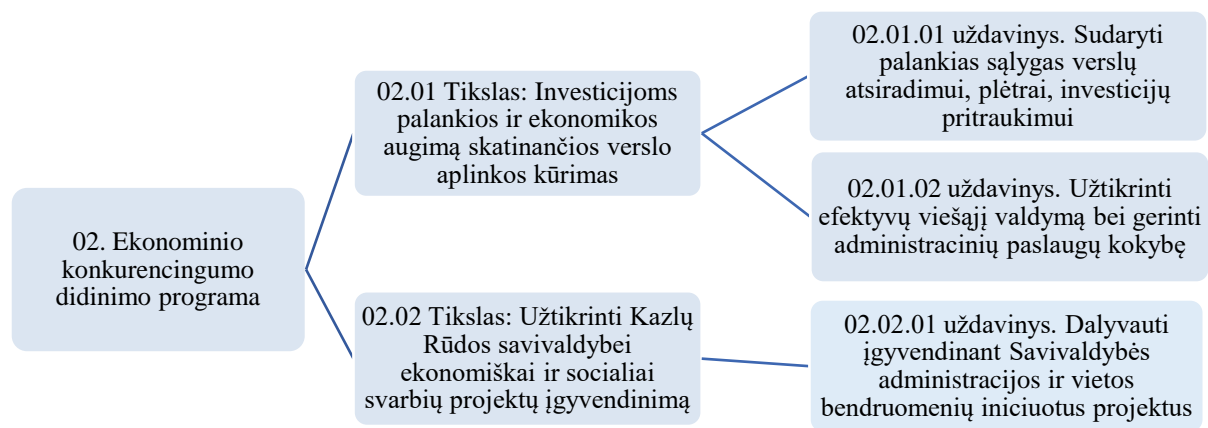 02. Ekonominio
konkurencingumo
didinimo programa
02.01 Tikslas: Investicijoms
palankios ir ekonomikos
augimą skatinančios verslo
aplinkos kūrimas
02.01.01 uždavinys. Sudaryti
palankias sąlygas verslų
atsiradimui, plėtrai, investicijų
pritraukimui
02.01.02 uždavinys. Užtikrinti
efektyvų viešąjį valdymą bei gerinti
administracinių paslaugų kokybę
02.02 Tikslas: Užtikrinti Kazlų
Rūdos savivaldybei
ekonomiškai ir socialiai
svarbių projektų įgyvendinimą
02.02.01 uždavinys. Dalyvauti
įgyvendinant Savivaldybės
administracijos ir vietos
bendruomenių iniciuotus projektus